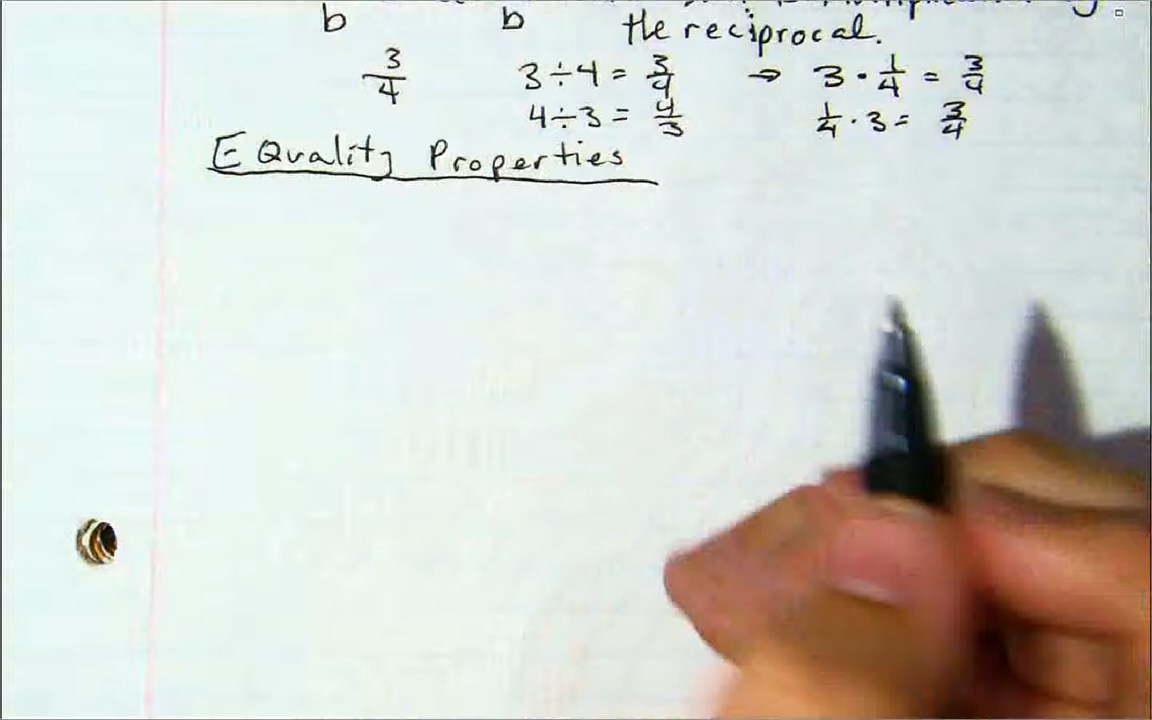 b b the reciprocal.
3/4 3÷4 = 3/4 → 3·1/4 = 3/4
4÷3 = 4/3 1/4·3 = 3/4
EQuality Properties